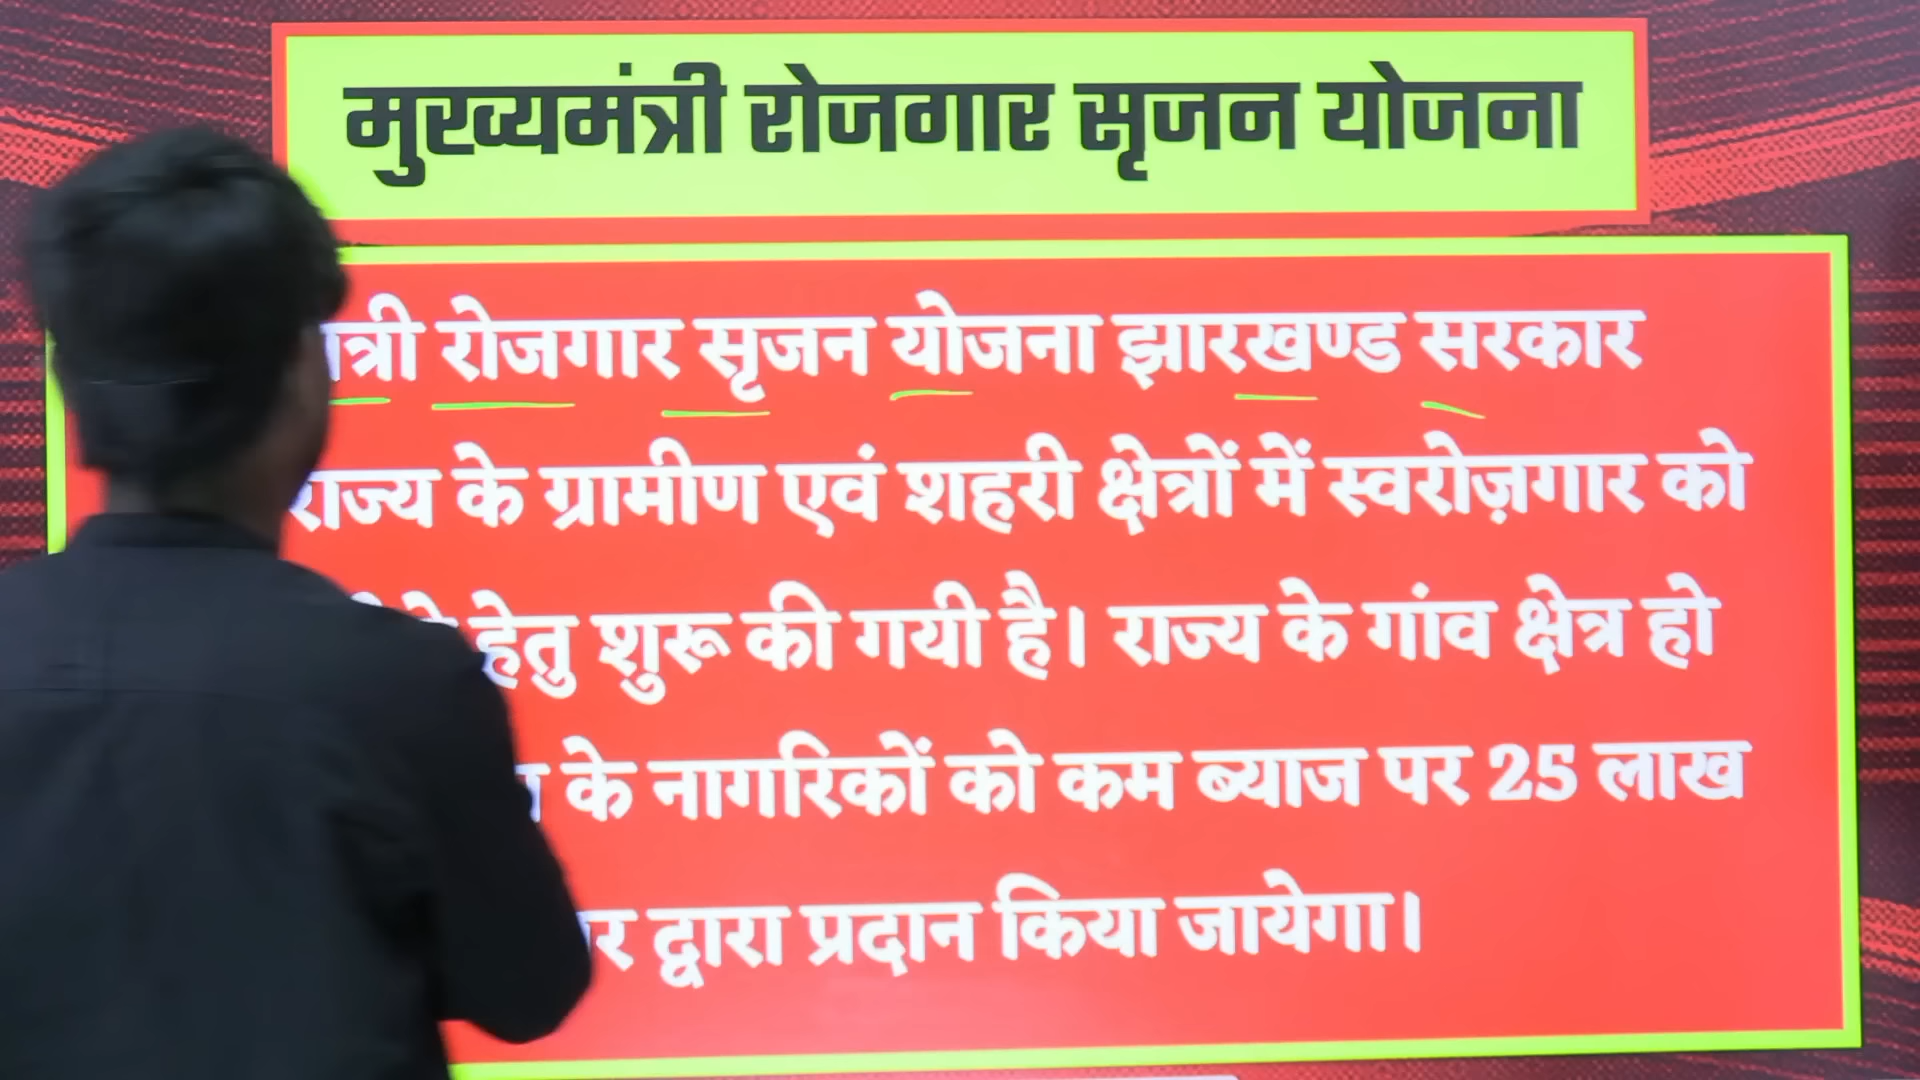 मुख्यमंत्री रोजगार सृजन योजना
रोजगार सृजन योजना झारखण्ड सरकार
राज्य के ग्रामीण एवं शहरी क्षेत्रों में स्वरोज़गार को
हेतु शुरू की गयी है। राज्य के गांव क्षेत्र हो
के नागरिकों को कम ब्याज पर 25 लाख
द्वारा प्रदान किया जायेगा।